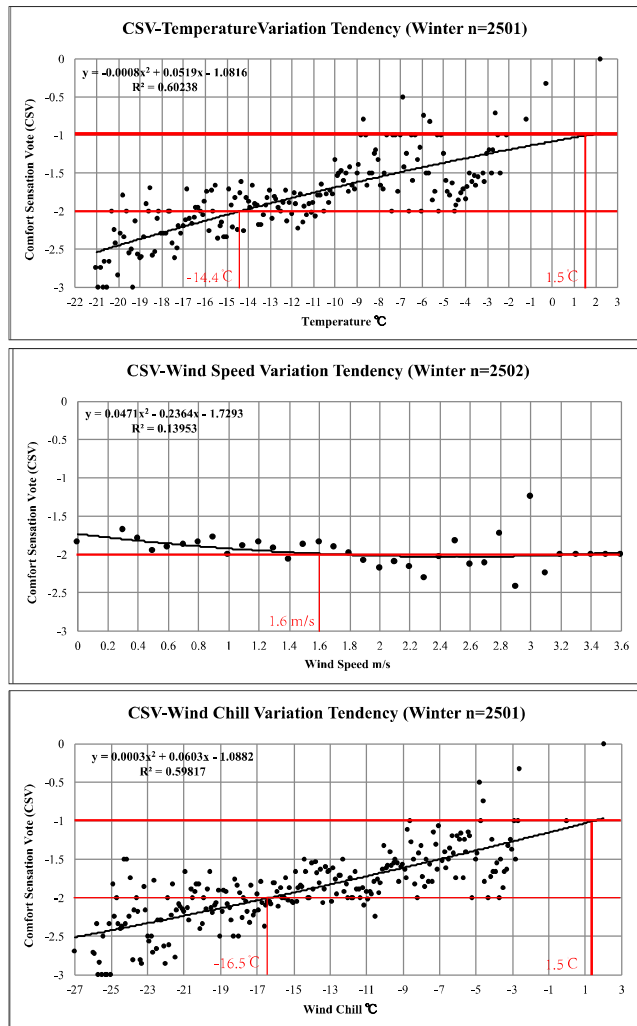 CSV-TemperatureVariation Tendency (Winter n=2501)
y = -0.0008x² + 0.0519x - 1.0816
R² = 0.60238
Comfort Sensation Vote (CSV)
0
-0.5
-1
-1.5
-2
-2.5
-3
-14.4℃
1.5℃
-22 -21 -20 -19 -18 -17 -16 -15 -14 -13 -12 -11 -10 -9 -8 -7 -6 -5 -4 -3 -2 -1 0 1 2 3
Temperature ℃
CSV-Wind Speed Variation Tendency (Winter n=2502)
y = 0.0471x² - 0.2364x - 1.7293
R² = 0.13953
Comfort Sensation Vote (CSV)
0
-0.5
-1
-1.5
-2
-2.5
-3
1.6 m/s
0 0.2 0.4 0.6 0.8 1 1.2 1.4 1.6 1.8 2 2.2 2.4 2.6 2.8 3 3.2 3.4 3.6
Wind Speed m/s
CSV-Wind Chill Variation Tendency (Winter n=2501)
y = 0.0003x² + 0.0603x - 1.0882
R² = 0.59817
Comfort Sensation Vote (CSV)
0
-0.5
-1
-1.5
-2
-2.5
-3
-16.5℃
1.5℃
-27 -25 -23 -21 -19 -17 -15 -13 -11 -9 -7 -5 -3 -1 1 3
Wind Chill ℃